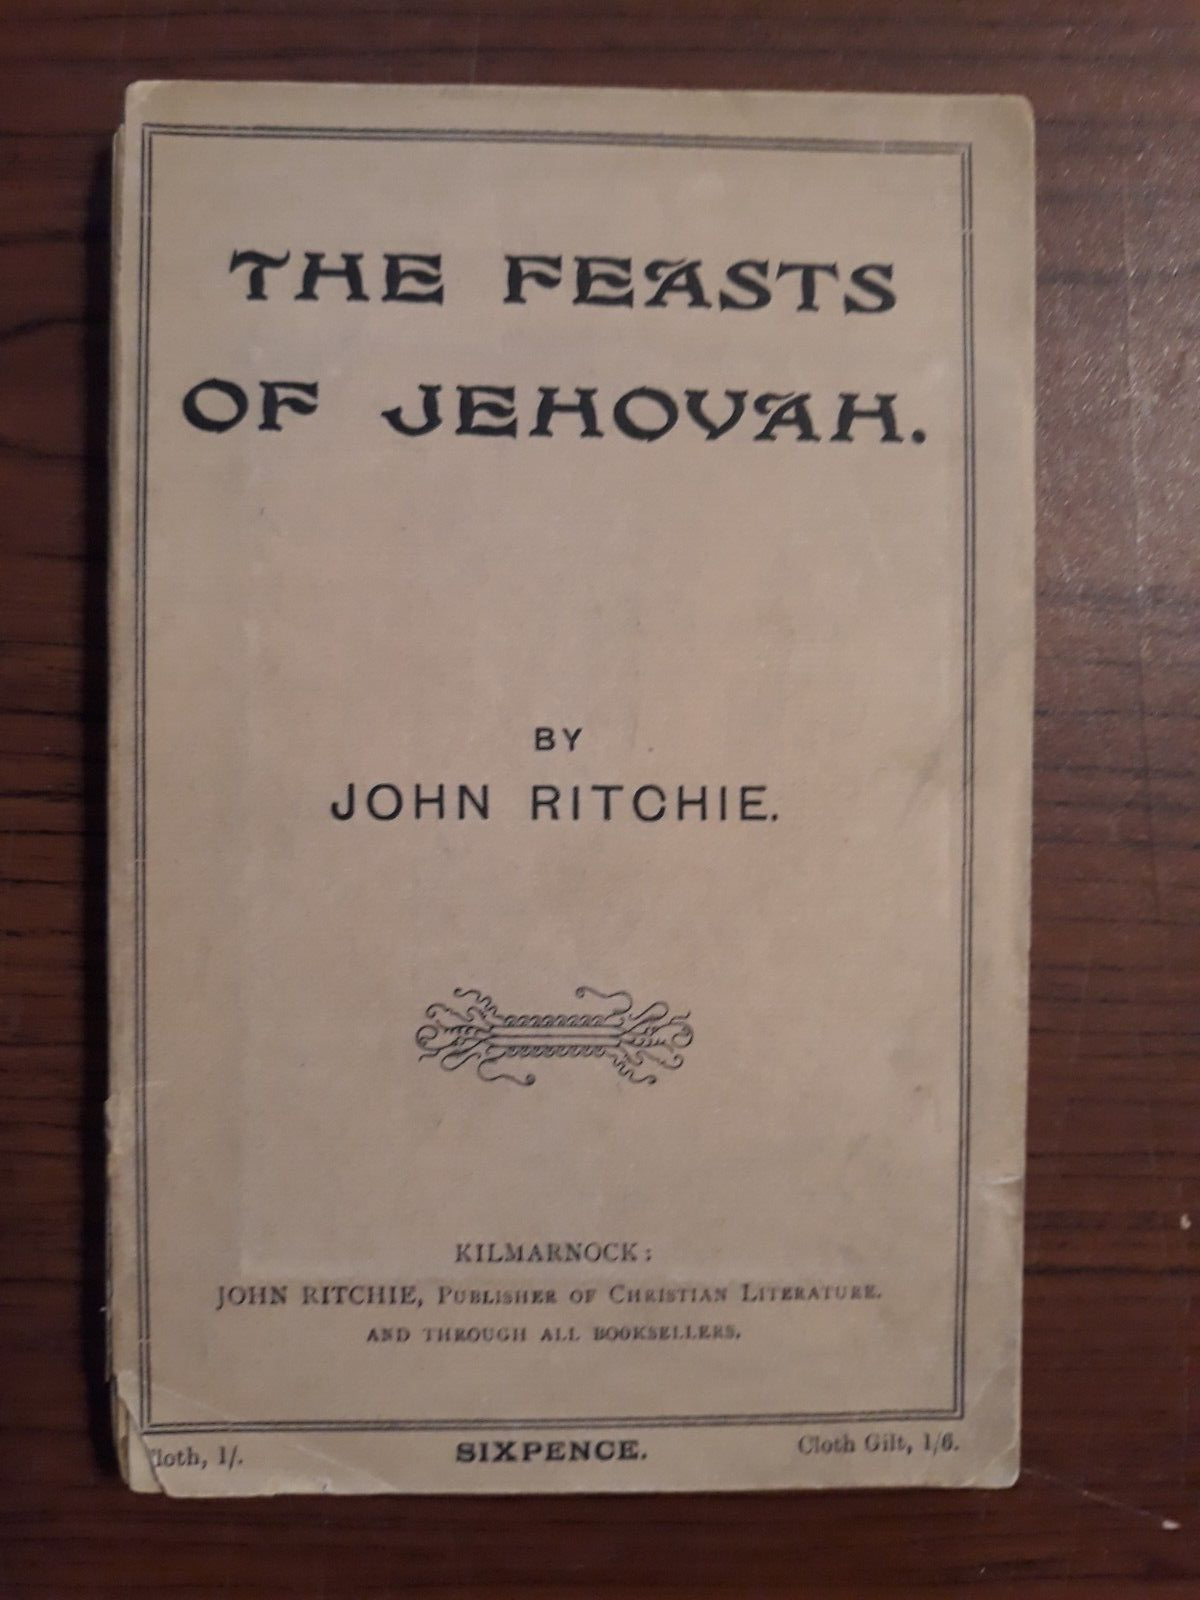 THE FEASTS
OF JEHOVAH.
BY
JOHN RITCHIE.
KILMARNOCK:
JOHN RITCHIE, PUBLISHER OF CHRISTIAN LITERATURE.
AND THROUGH ALL BOOKSELLERS.
Cloth, 1/. SIXPENCE. Cloth Gilt, 1/6.